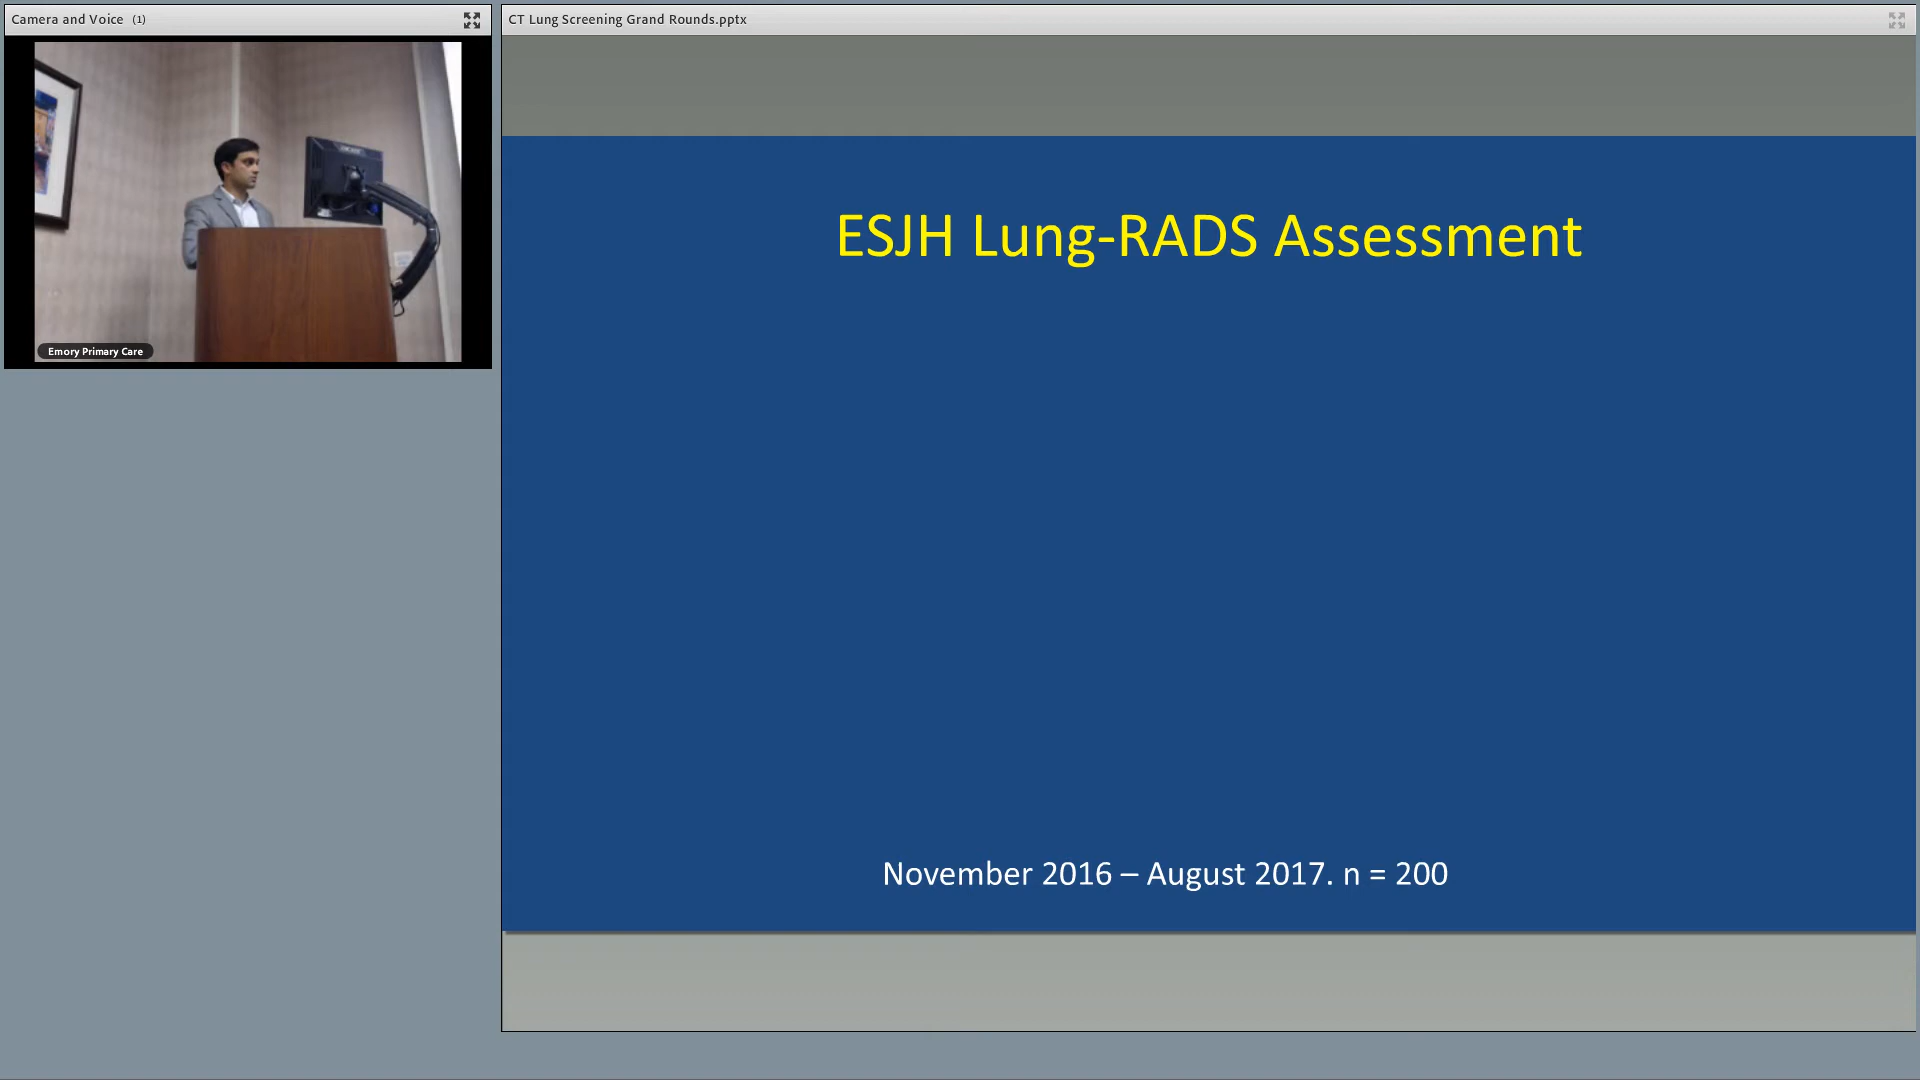 Camera and Voice (1)
CT Lung Screening Grand Rounds.pptx
Emory Primary Care
ESJH Lung-RADS Assessment
November 2016 – August 2017. n = 200